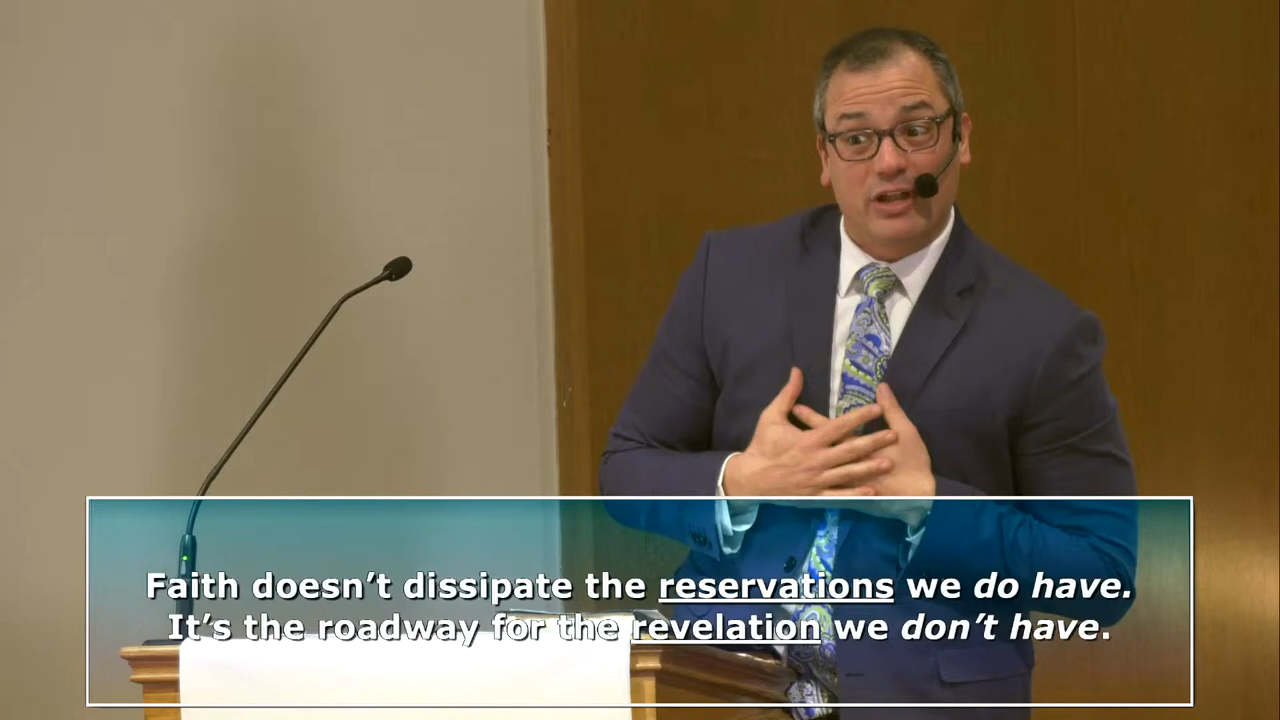 Faith doesn’t dissipate the reservations we do have.
It’s the roadway for the revelation we don’t have.